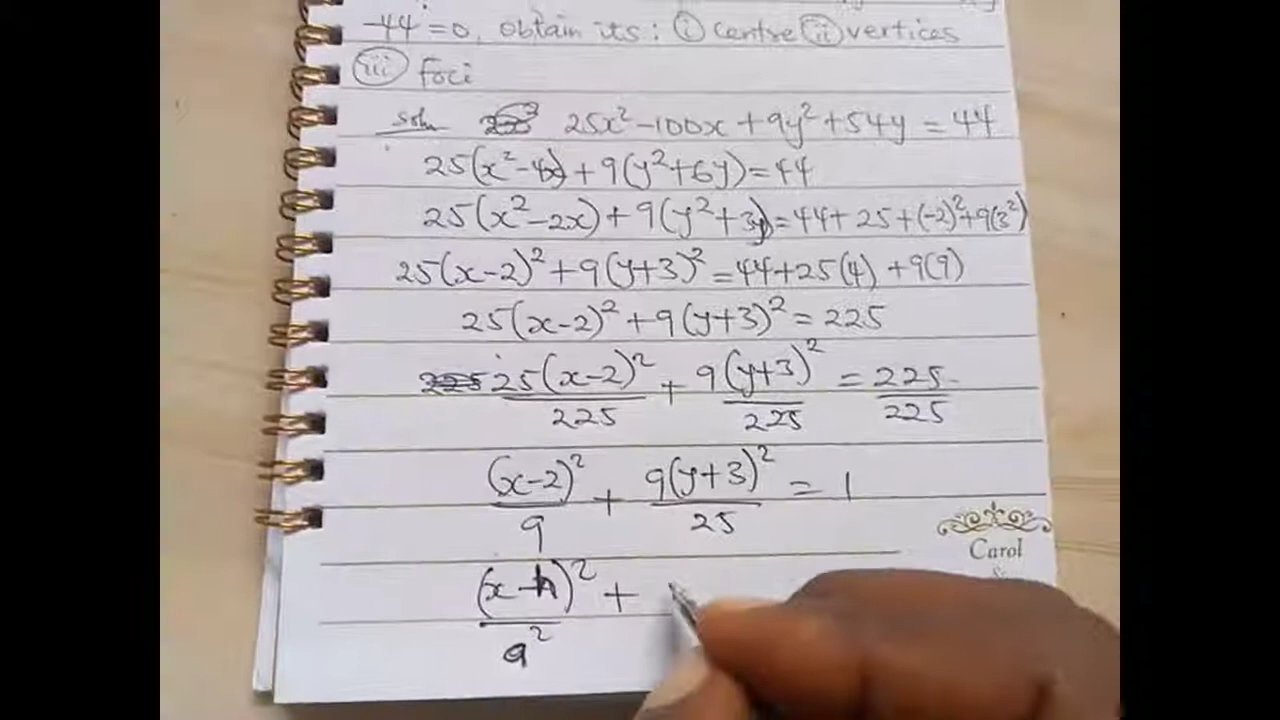 -44=0, obtain its: (i) centre (ii) vertices
(iii) foci
Soln 25x²-100x+9y²+54y=44
25(x²-4x)+9(y²+6y)=44
25(x²-2x)+9(y²+3y)=44+25+(-2)²+9(3²)
25(x-2)²+9(y+3)²=44+25(4)+9(9)
25(x-2)²+9(y+3)²=225
25(x-2)²/225 + 9(y+3)²/225 = 225/225
(x-2)²/9 + 9(y+3)²/25 = 1
Carol
(x-h)²/a² +